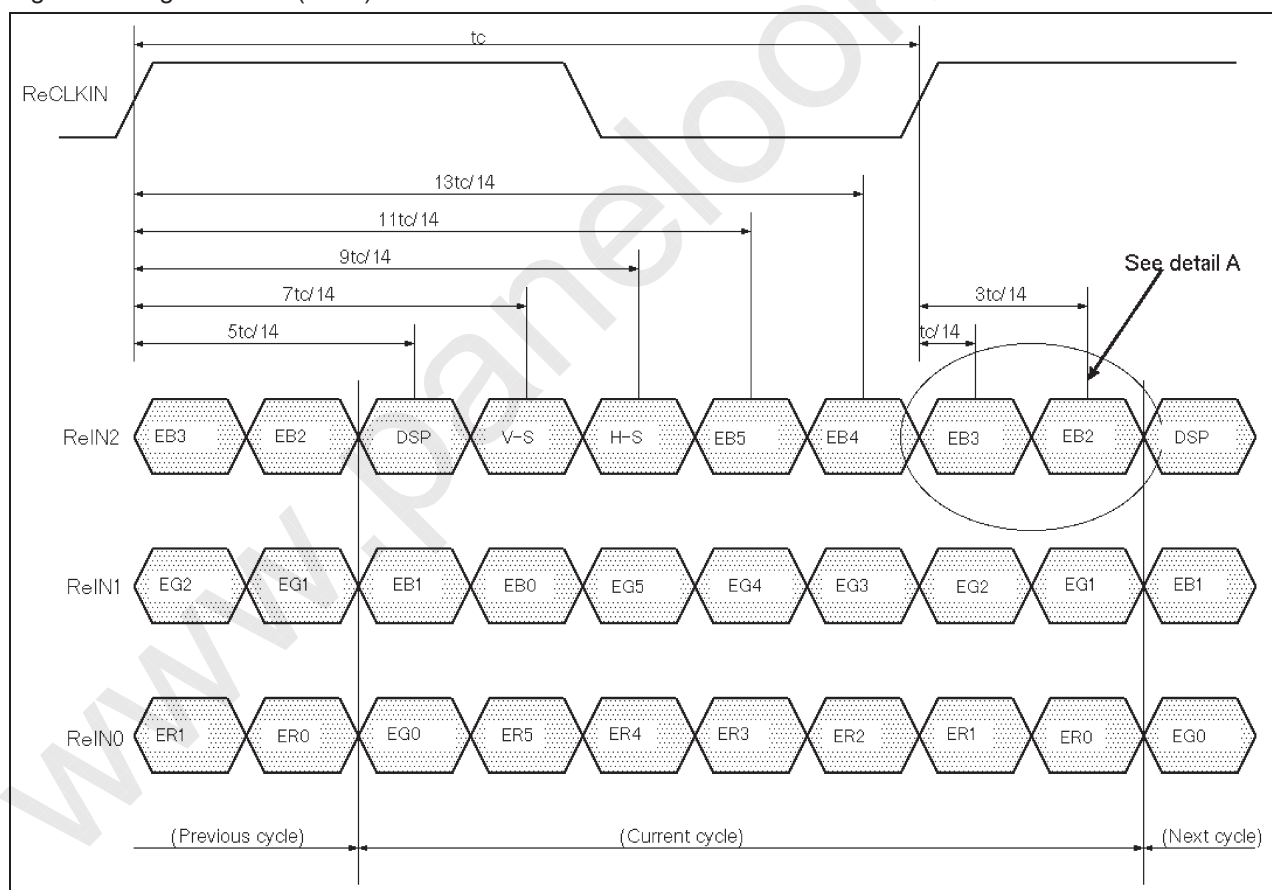 tc
ReCLKIN
13tc/14
11tc/14
9tc/14
7tc/14
5tc/14
See detail A
3tc/14
tc/14
ReIN2 EB3 EB2 DSP V-S H-S EB5 EB4 EB3 EB2 DSP
ReIN1 EG2 EG1 EB1 EB0 EG5 EG4 EG3 EG2 EG1 EB1
ReIN0 ER1 ER0 EG0 ER5 ER4 ER3 ER2 ER1 ER0 EG0
(Previous cycle) (Current cycle) (Next cycle)
www.paneloo